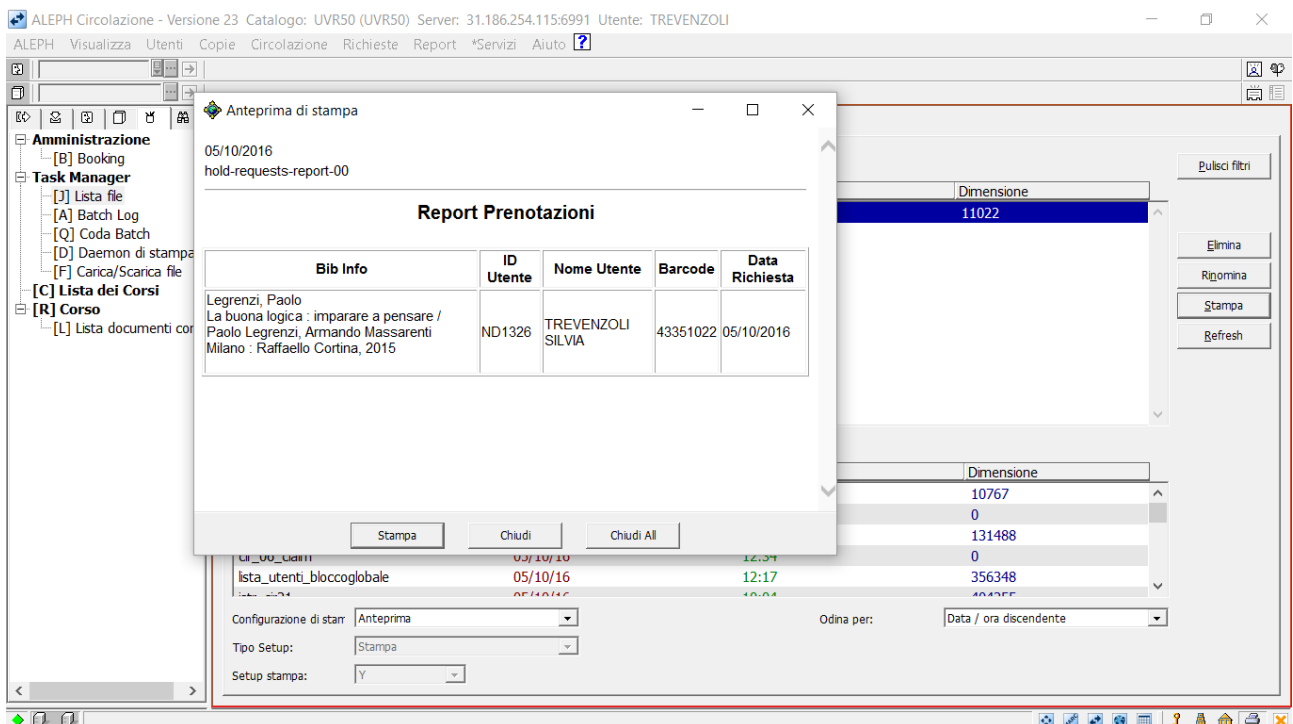 ALEPH Circolazione - Versione 23 Catalogo: UVR50 (UVR50) Server: 31.186.254.115:6991 Utente: TREVENZOLI
ALEPH Visualizza Utenti Copie Circolazione Richieste Report *Servizi Aiuto ?
Amministrazione
[B] Booking
Task Manager
[J] Lista file
[A] Batch Log
[Q] Coda Batch
[D] Daemon di stampa
[F] Carica/Scarica file
[C] Lista dei Corsi
[R] Corso
[L] Lista documenti cor
Anteprima di stampa
05/10/2016
hold-requests-report-00
Report Prenotazioni
Bib Info ID Utente Nome Utente Barcode Data Richiesta
Legrenzi, Paolo
La buona logica : imparare a pensare /
Paolo Legrenzi, Armando Massarenti
Milano : Raffaello Cortina, 2015
ND1326 TREVENZOLI SILVIA 43351022 05/10/2016
Stampa Chiudi Chiudi All
Dimensione
11022
Pulisci filtri
Elimina
Rinomina
Stampa
Refresh
Dimensione
10767
0
131488
cir_06_claim 05/10/16 12:34 0
lista_utenti_bloccoglobale 05/10/16 12:17 356348
Configurazione di stam Anteprima Odina per: Data / ora discendente
Tipo Setup: Stampa
Setup stampa: Y